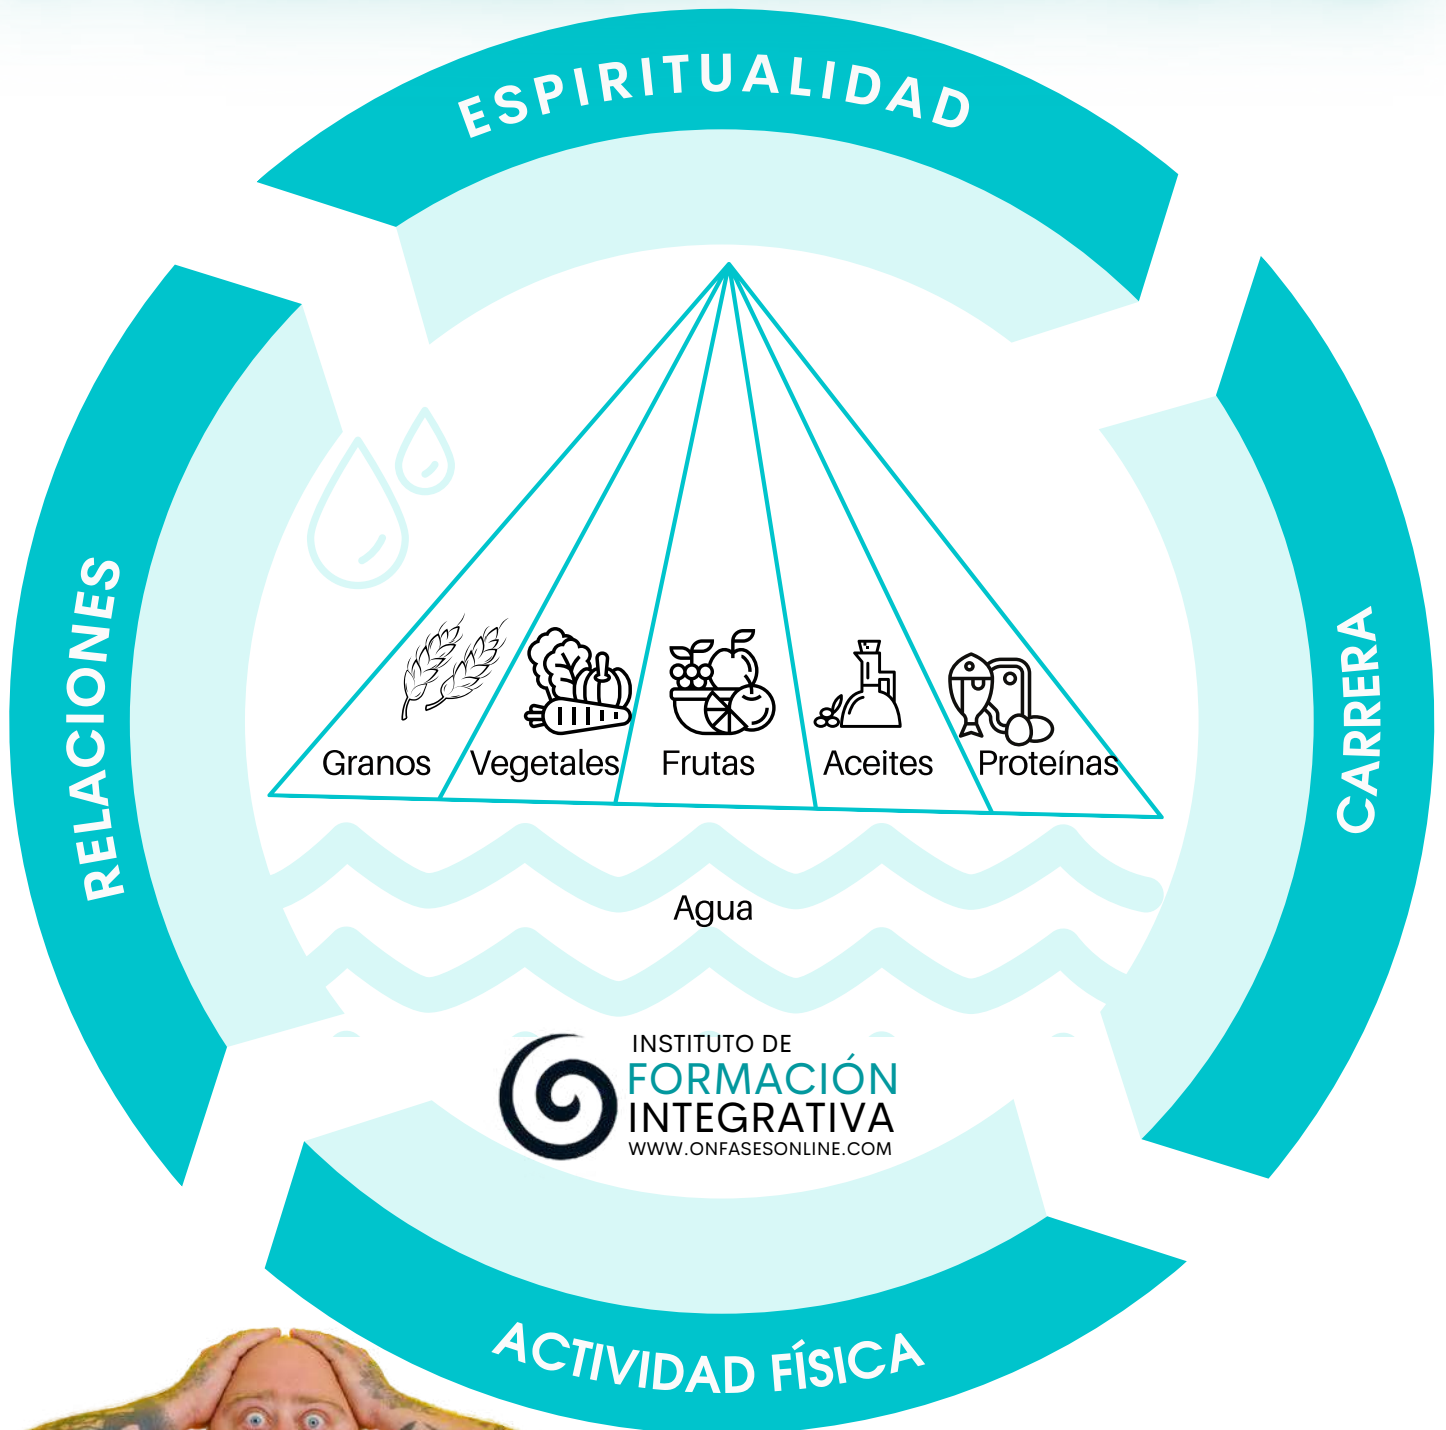 ESPIRITUALIDAD
RELACIONES
CARRERA
Granos
Vegetales
Frutas
Aceites
Proteínas
Agua
INSTITUTO DE
FORMACIÓN
INTEGRATIVA
WWW.ONFASESONLINE.COM
ACTIVIDAD FÍSICA